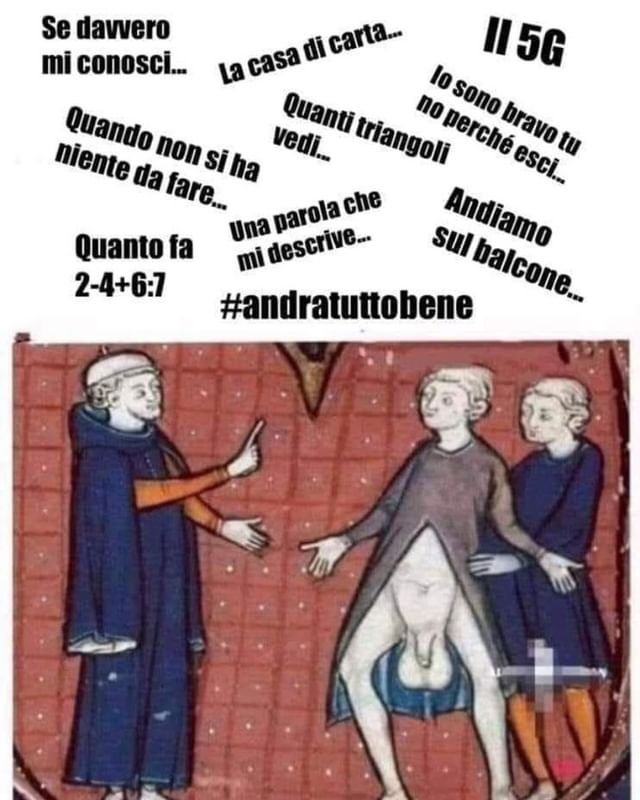 Se davvero
mi conosci...
La casa di carta...
Il 5G
Io sono bravo tu
no perché esci...
Quando non si ha
niente da fare...
Quanti triangoli
vedi...
Una parola che
mi descrive...
Andiamo
sul balcone...
Quanto fa
2-4+6:7
#andratuttobene